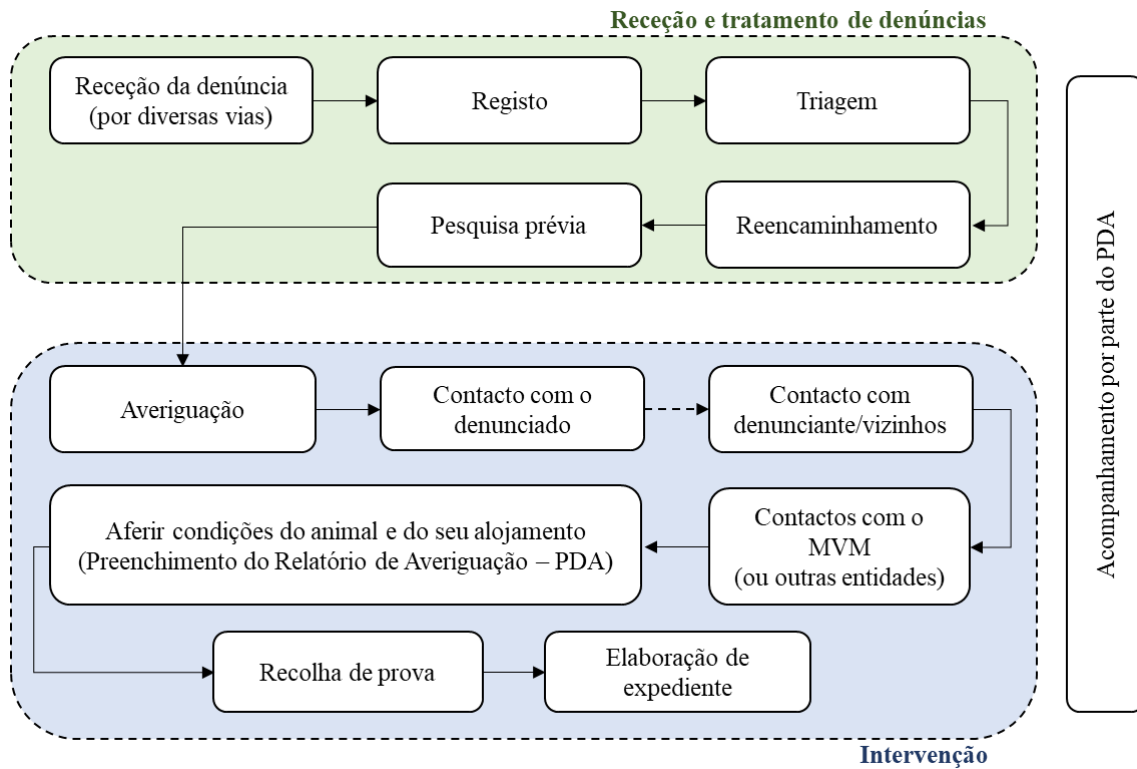 Receção e tratamento de denúncias
Receção da denúncia
(por diversas vias)
Registo
Triagem
Reencaminhamento
Pesquisa prévia
Averiguação
Contacto com o
denunciado
Contacto com
denunciante/vizinhos
Contactos com o
MVM
(ou outras entidades)
Aferir condições do animal e do seu alojamento
(Preenchimento do Relatório de Averiguação – PDA)
Recolha de prova
Elaboração de
expediente
Intervenção
Acompanhamento por parte do PDA